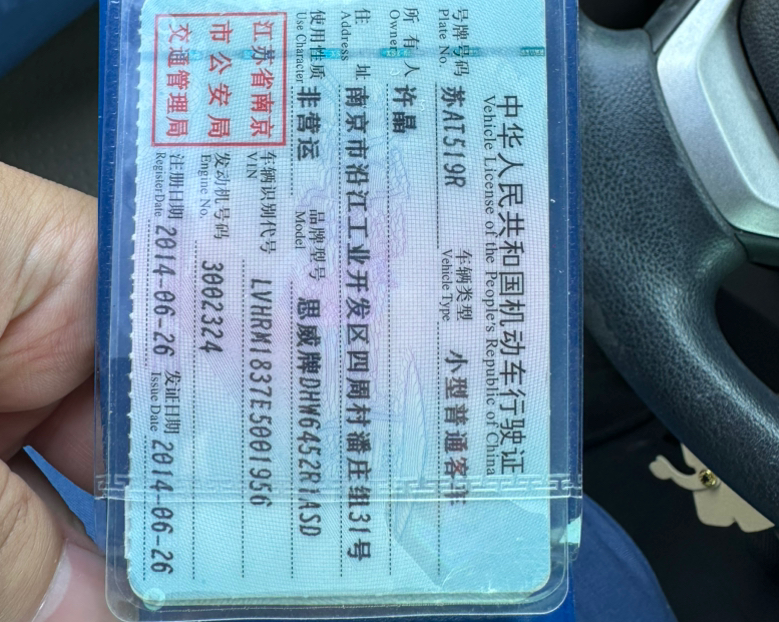 中华人民共和国机动车行驶证
Vehicle License of the People's Republic of China
号牌号码 苏AT519R 车辆类型 小型普通客车
Plate No. Vehicle Type
所有人 许晶
Owner
住址 南京市沿江工业开发区四周村潘庄组31号
Address
使用性质 非营运 品牌型号 思威牌DHW6452R1ASD
Use Character Model
江苏省南京
市公安局
交通管理局
车辆识别代号 LVHRM1837E5001956
VIN
发动机号码 3002324
Engine No.
注册日期 2014-06-26 发证日期 2014-06-26
Register Date Issue Date